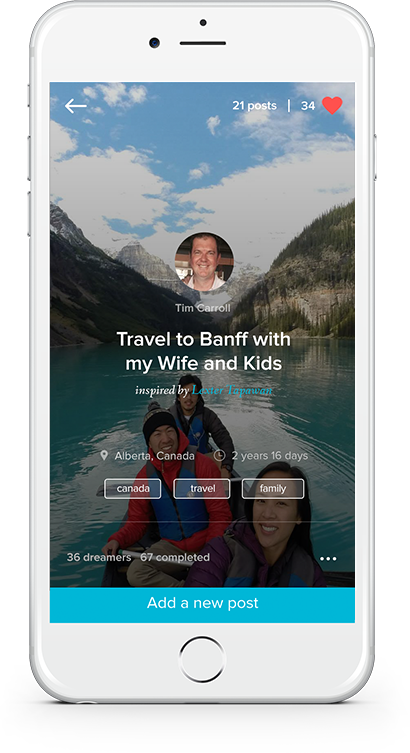 21 posts | 34
Tim Carroll
Travel to Banff with
my Wife and Kids
inspired by Lexter Tapawan
Alberta, Canada 2 years 16 days
canada travel family
36 dreamers 67 completed
Add a new post